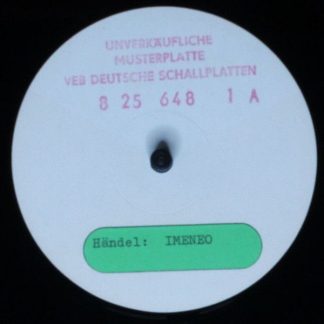 UNVERKÄUFLICHE
MUSTERPLATTE
VEB DEUTSCHE SCHALLPLATTEN
8 25 648 1 A
Händel: IMENEO